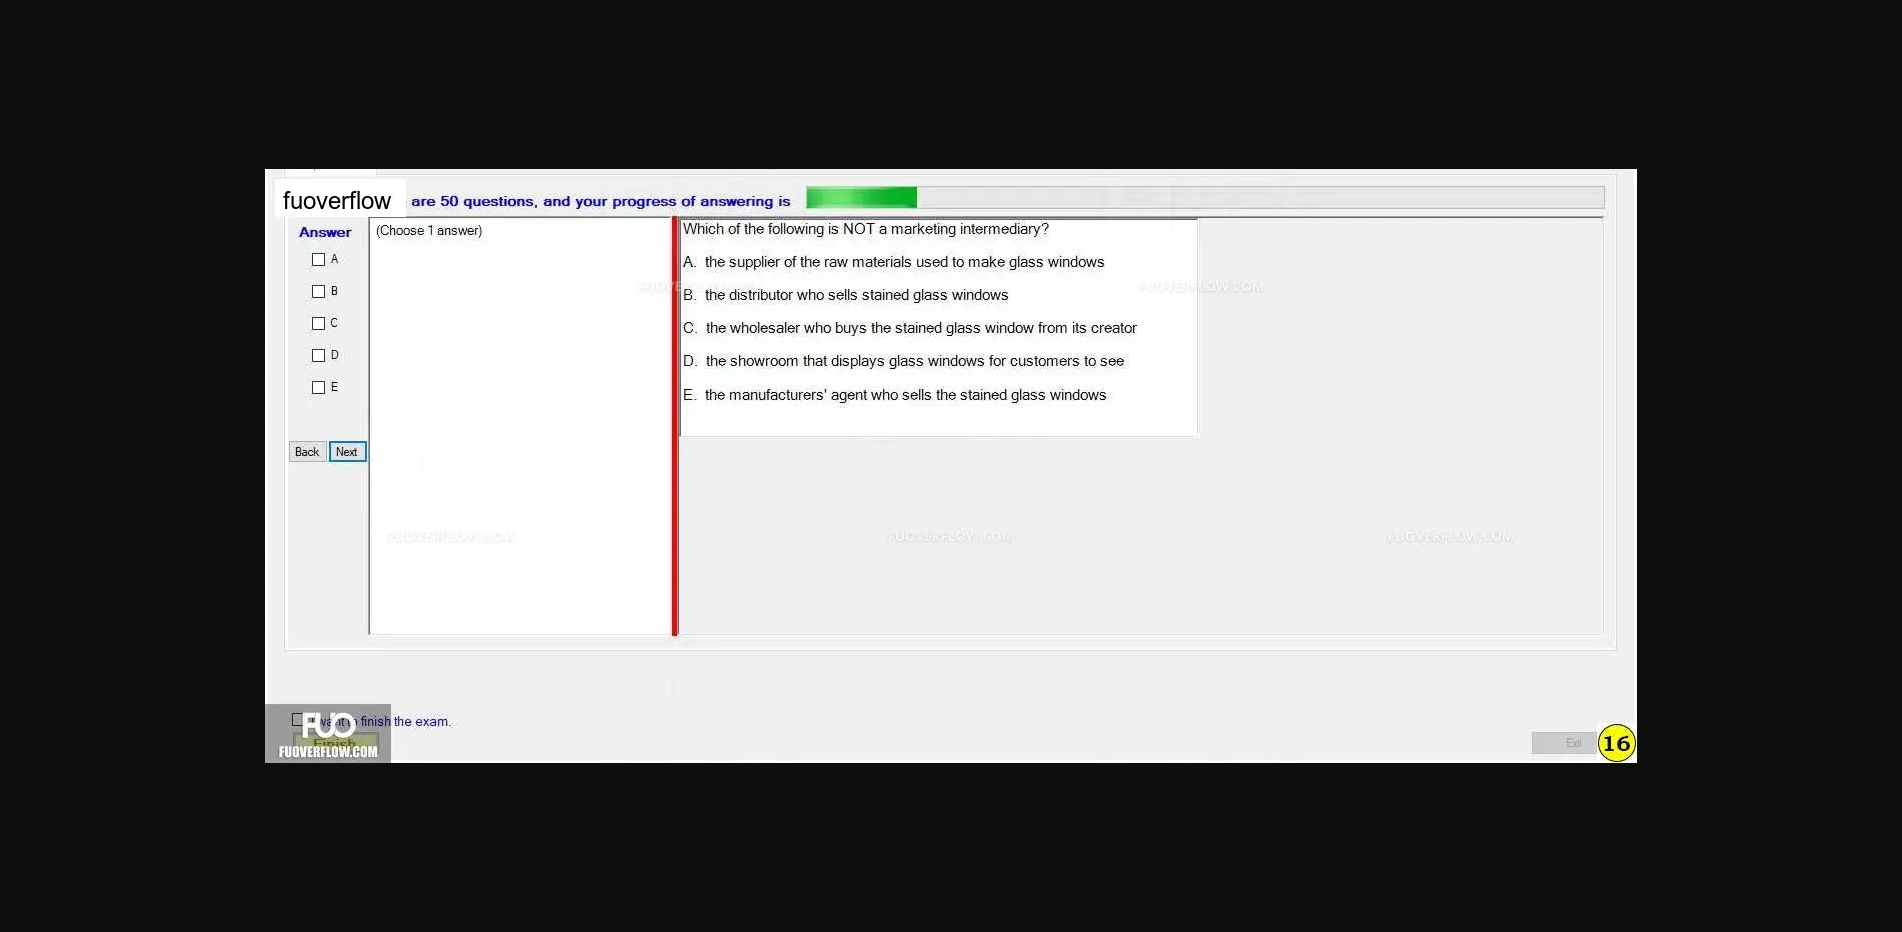 fuoverflow are 50 questions, and your progress of answering is
Answer
(Choose 1 answer)
A
B
C
D
E
Back Next
Which of the following is NOT a marketing intermediary?
A. the supplier of the raw materials used to make glass windows
B. the distributor who sells stained glass windows
C. the wholesaler who buys the stained glass window from its creator
D. the showroom that displays glass windows for customers to see
E. the manufacturers' agent who sells the stained glass windows
FUOVERFLOW.COM
FUOVERFLOW.COM FUOVERFLOW.COM FUOVERFLOW.COM
I want to finish the exam.
Finish
FUO
FUOVERFLOW.COM
Exit
16